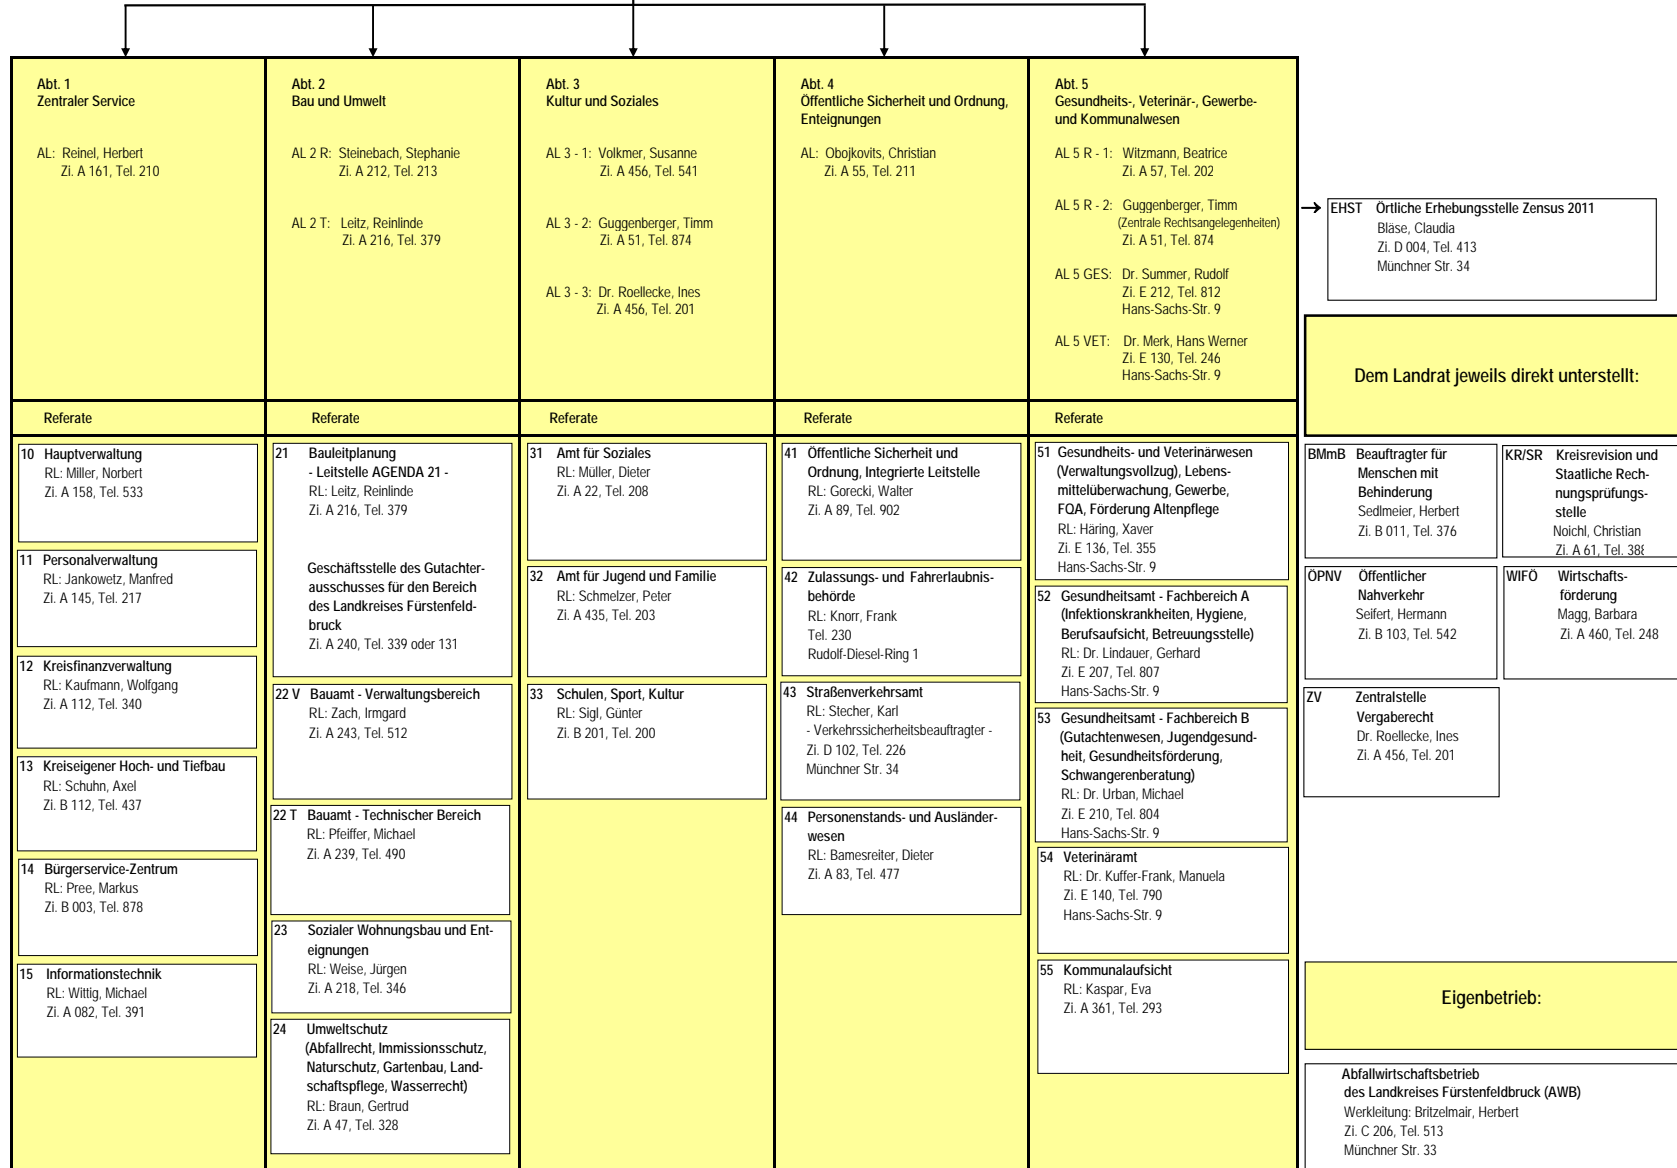 Abt. 1
Zentraler Service
AL: Reinel, Herbert
Zi. A 161, Tel. 210
Abt. 2
Bau und Umwelt
AL 2 R: Steinebach, Stephanie
Zi. A 212, Tel. 213
AL 2 T: Leitz, Reinlinde
Zi. A 216, Tel. 379
Abt. 3
Kultur und Soziales
AL 3 - 1: Volkmer, Susanne
Zi. A 456, Tel. 541
AL 3 - 2: Guggenberger, Timm
Zi. A 51, Tel. 874
AL 3 - 3: Dr. Roellecke, Ines
Zi. A 456, Tel. 201
Abt. 4
Öffentliche Sicherheit und Ordnung,
Enteignungen
AL: Obojkovits, Christian
Zi. A 55, Tel. 211
Abt. 5
Gesundheits-, Veterinär-, Gewerbe-
und Kommunalwesen
AL 5 R - 1: Witzmann, Beatrice
Zi. A 57, Tel. 202
AL 5 R - 2: Guggenberger, Timm
(Zentrale Rechtsangelegenheiten)
Zi. A 51, Tel. 874
AL 5 GES: Dr. Summer, Rudolf
Zi. E 212, Tel. 812
Hans-Sachs-Str. 9
AL 5 VET: Dr. Merk, Hans Werner
Zi. E 130, Tel. 246
Hans-Sachs-Str. 9
EHST Örtliche Erhebungsstelle Zensus 2011
Bläse, Claudia
Zi. D 004, Tel. 413
Münchner Str. 34
Dem Landrat jeweils direkt unterstellt:
Referate
Referate
Referate
Referate
Referate
10 Hauptverwaltung
RL: Miller, Norbert
Zi. A 158, Tel. 533
11 Personalverwaltung
RL: Jankowetz, Manfred
Zi. A 145, Tel. 217
12 Kreisfinanzverwaltung
RL: Kaufmann, Wolfgang
Zi. A 112, Tel. 340
13 Kreiseigener Hoch- und Tiefbau
RL: Schuhn, Axel
Zi. B 112, Tel. 437
14 Bürgerservice-Zentrum
RL: Pree, Markus
Zi. B 003, Tel. 878
15 Informationstechnik
RL: Wittig, Michael
Zi. A 082, Tel. 391
21 Bauleitplanung
- Leitstelle AGENDA 21 -
RL: Leitz, Reinlinde
Zi. A 216, Tel. 379
Geschäftsstelle des Gutachter-
ausschusses für den Bereich
des Landkreises Fürstenfeld-
bruck
Zi. A 240, Tel. 339 oder 131
22 V Bauamt - Verwaltungsbereich
RL: Zach, Irmgard
Zi. A 243, Tel. 512
22 T Bauamt - Technischer Bereich
RL: Pfeiffer, Michael
Zi. A 239, Tel. 490
23 Sozialer Wohnungsbau und Ent-
eignungen
RL: Weise, Jürgen
Zi. A 218, Tel. 346
24 Umweltschutz
(Abfallrecht, Immissionsschutz,
Naturschutz, Gartenbau, Land-
schaftspflege, Wasserrecht)
RL: Braun, Gertrud
Zi. A 47, Tel. 328
31 Amt für Soziales
RL: Müller, Dieter
Zi. A 22, Tel. 208
32 Amt für Jugend und Familie
RL: Schmelzer, Peter
Zi. A 435, Tel. 203
33 Schulen, Sport, Kultur
RL: Sigl, Günter
Zi. B 201, Tel. 200
41 Öffentliche Sicherheit und
Ordnung, Integrierte Leitstelle
RL: Gorecki, Walter
Zi. A 89, Tel. 902
42 Zulassungs- und Fahrerlaubnis-
behörde
RL: Knorr, Frank
Tel. 230
Rudolf-Diesel-Ring 1
43 Straßenverkehrsamt
RL: Stecher, Karl
- Verkehrssicherheitsbeauftragter -
Zi. D 102, Tel. 226
Münchner Str. 34
44 Personenstands- und Ausländer-
wesen
RL: Bamesreiter, Dieter
Zi. A 83, Tel. 477
51 Gesundheits- und Veterinärwesen
(Verwaltungsvollzug), Lebens-
mittelüberwachung, Gewerbe,
FQA, Förderung Altenpflege
RL: Häring, Xaver
Zi. E 136, Tel. 355
Hans-Sachs-Str. 9
52 Gesundheitsamt - Fachbereich A
(Infektionskrankheiten, Hygiene,
Berufsaufsicht, Betreuungsstelle)
RL: Dr. Lindauer, Gerhard
Zi. E 207, Tel. 807
Hans-Sachs-Str. 9
53 Gesundheitsamt - Fachbereich B
(Gutachtenwesen, Jugendgesund-
heit, Gesundheitsförderung,
Schwangerenberatung)
RL: Dr. Urban, Michael
Zi. E 210, Tel. 804
Hans-Sachs-Str. 9
54 Veterinäramt
RL: Dr. Kuffer-Frank, Manuela
Zi. E 140, Tel. 790
Hans-Sachs-Str. 9
55 Kommunalaufsicht
RL: Kaspar, Eva
Zi. A 361, Tel. 293
BMmB Beauftragter für
Menschen mit
Behinderung
Sedlmeier, Herbert
Zi. B 011, Tel. 376
KR/SR Kreisrevision und
Staatliche Rech-
nungsprüfungs-
stelle
Noichl, Christian
Zi. A 61, Tel. 388
ÖPNV Öffentlicher
Nahverkehr
Seifert, Hermann
Zi. B 103, Tel. 542
WIFÖ Wirtschafts-
förderung
Magg, Barbara
Zi. A 460, Tel. 248
ZV Zentralstelle
Vergaberecht
Dr. Roellecke, Ines
Zi. A 456, Tel. 201
Eigenbetrieb:
Abfallwirtschaftsbetrieb
des Landkreises Fürstenfeldbruck (AWB)
Werkleitung: Britzelmair, Herbert
Zi. C 206, Tel. 513
Münchner Str. 33